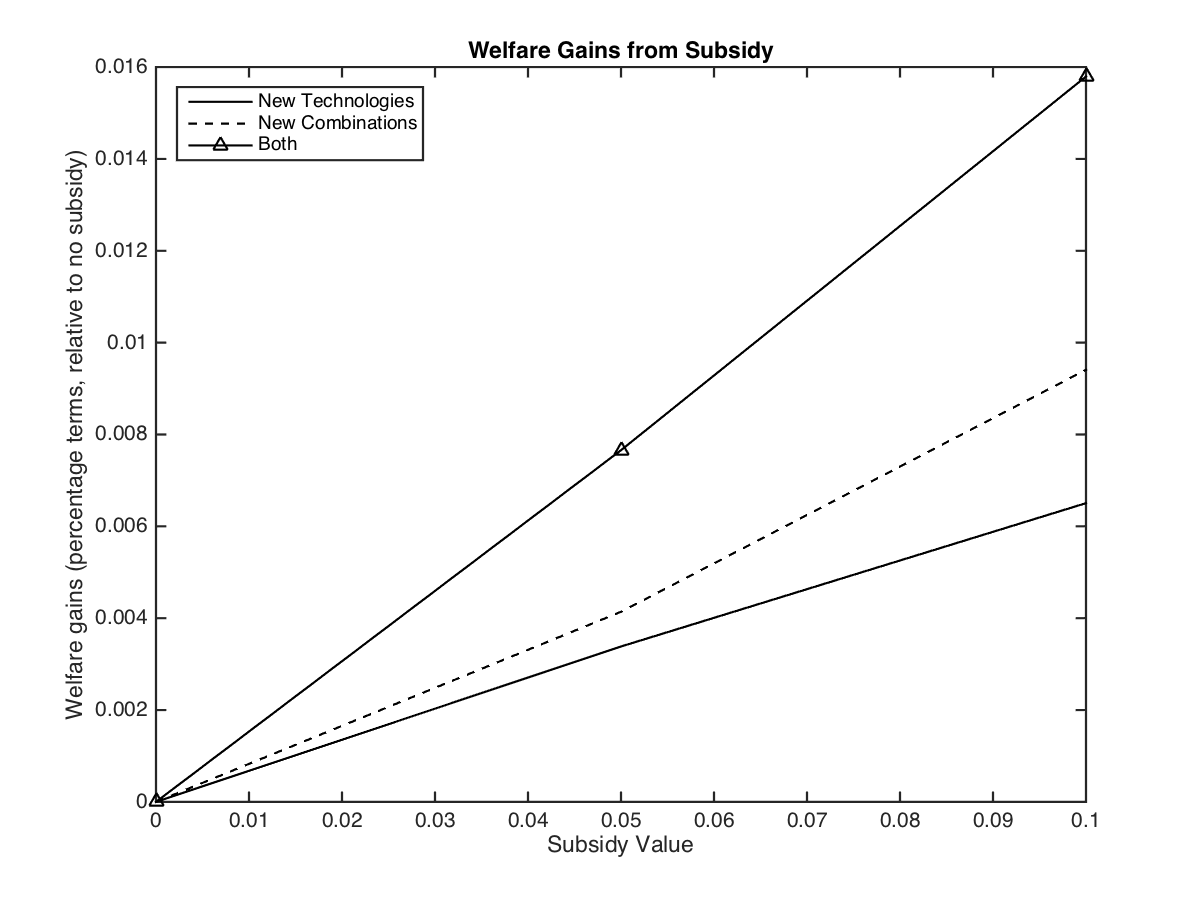 Welfare Gains from Subsidy
New Technologies
New Combinations
Both
Welfare gains (percentage terms, relative to no subsidy)
0.016
0.014
0.012
0.01
0.008
0.006
0.004
0.002
0
0 0.01 0.02 0.03 0.04 0.05 0.06 0.07 0.08 0.09 0.1
Subsidy Value